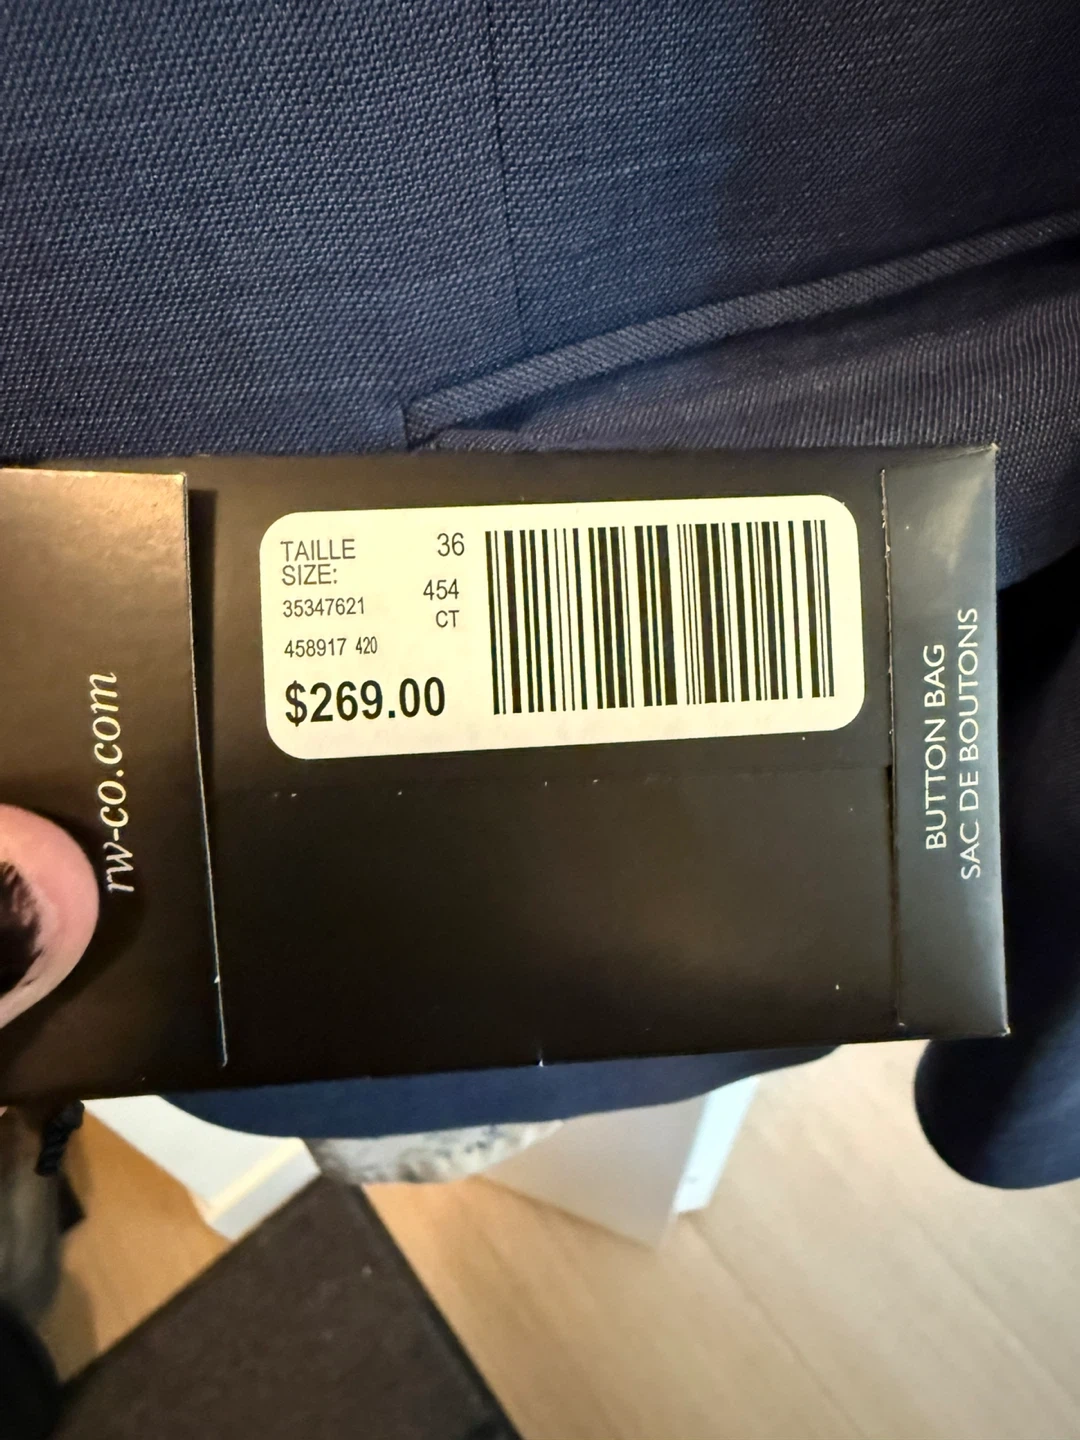 rw-co.com
TAILLE 36
SIZE:
454
35347621
CT
458917 420
$269.00
BUTTON BAG
SAC DE BOUTONS